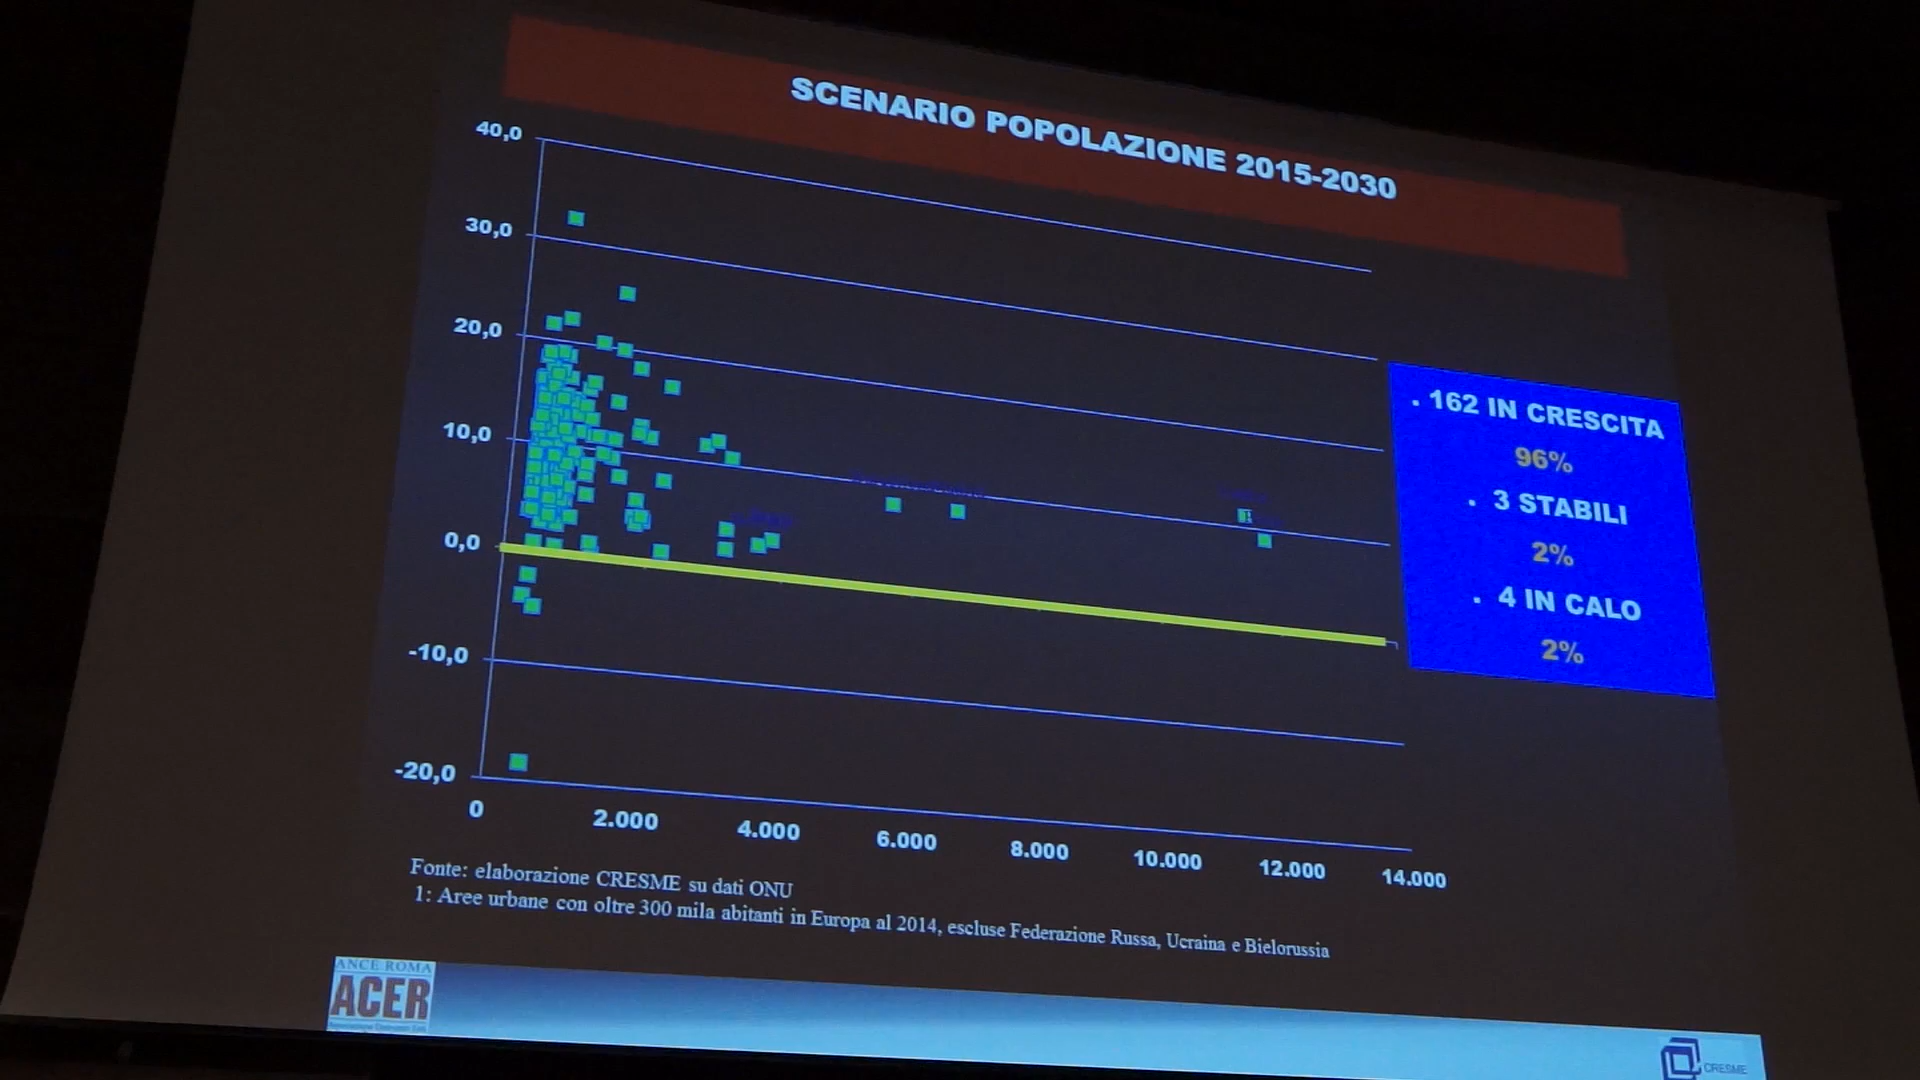 SCENARIO POPOLAZIONE 2015-2030
40,0
30,0
20,0
10,0
0,0
-10,0
-20,0
0
2.000
4.000
6.000
8.000
10.000
12.000
14.000
. 162 IN CRESCITA
96%
. 3 STABILI
2%
. 4 IN CALO
2%
Fonte: elaborazione CRESME su dati ONU
1: Aree urbane con oltre 300 mila abitanti in Europa al 2014, escluse Federazione Russa, Ucraina e Bielorussia
ANCE ROMA
ACER
CRESME